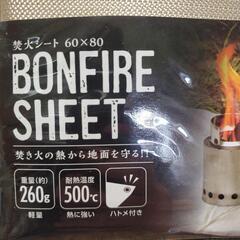 焚火シート 60×80
BONFIRE
SHEET
焚き火の熱から地面を守る!!
重量(約)
260g
軽量
耐熱温度
500℃
熱に強い
ハトメ付き